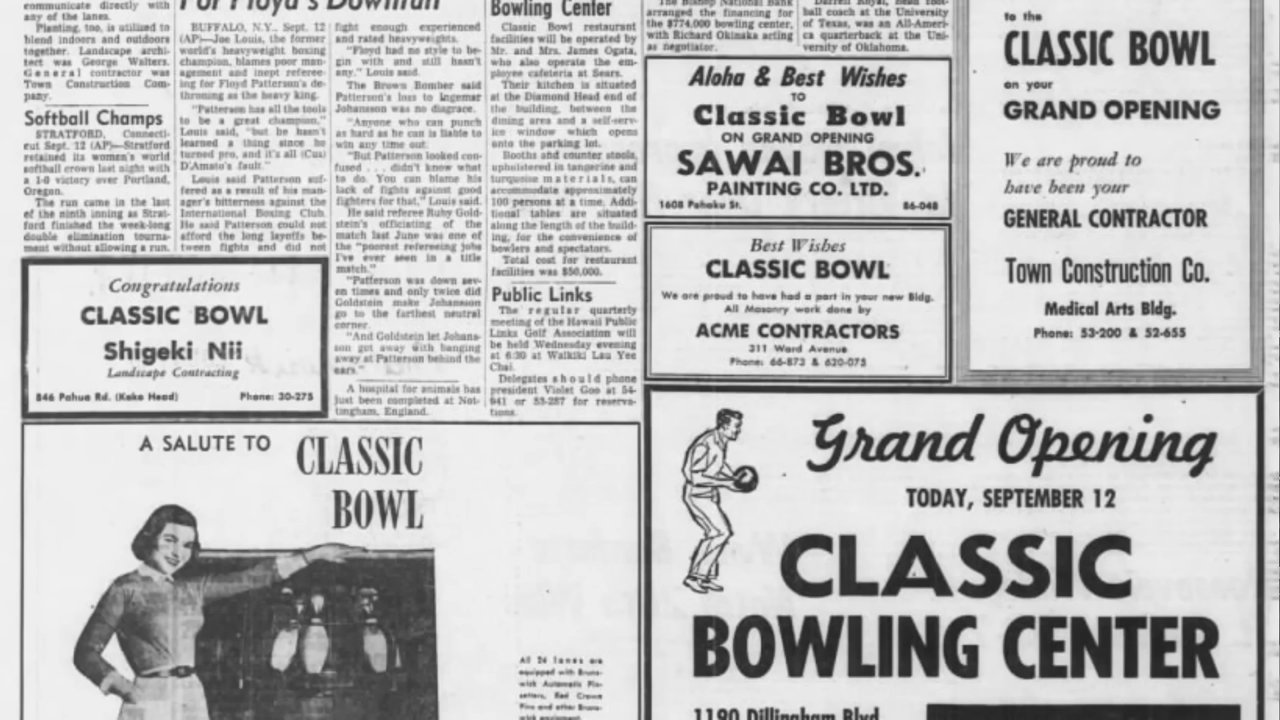 communicate directly with
any of the lanes.
Planting, too, is utilized to
blend indoors and outdoors
together. Landscape archi-
tect was George Walters.
General contractor was
Town Construction Com-
pany.
Softball Champs
STRATFORD, Connecti-
cut Sept. 12 (AP)—Stratford
retained its women's world
softball crown last night with
a 1-0 victory over Portland,
Oregon.
The run came in the last
of the ninth inning as Strat-
ford finished the week-long
double elimination tourna-
ment without allowing a run.
For Floyd's Downfall
BUFFALO, N.Y., Sept. 12
(AP)—Joe Louis, the former
world's heavyweight boxing
champion, blames poor man-
agement and inept referee-
ing for Floyd Patterson's de-
throning as the heavy king.
"Patterson has all the tools
to be a great champion,"
Louis said, "but he hasn't
learned a thing since he
turned pro, and it's all (Cus)
D'Amato's fault."
Louis said Patterson suf-
fered as a result of his man-
ager's bitterness against the
International Boxing Club.
He said Patterson could not
afford the long layoffs be-
tween fights and did not
fight enough experienced
and rated heavyweights.
"Floyd had no style to be-
gin with and still hasn't
any," Louis said.
The Brown Bomber said
Patterson's loss to Ingemar
Johansson was no disgrace.
"Anyone who can punch
as hard as he can is liable to
win any time out.
"But Patterson looked con-
fused . . . didn't know what
to do. You can blame his
lack of fights against good
fighters for that," Louis said.
He said referee Ruby Gold-
stein's officiating of the
match last June was one of
the "poorest refereeing jobs
I've ever seen in a title
match."
"Patterson was down sev-
en times and only twice did
Goldstein make Johansson
go to the farthest neutral
corner.
"And Goldstein let Johans-
son get away with banging
away at Patterson behind the
ears."
A hospital for animals has
just been completed at Not-
tingham, England.
Bowling Center
Classic Bowl restaurant
facilities will be operated by
Mr. and Mrs. James Ogata,
who also operate the em-
ployee cafeteria at Sears.
Their kitchen is situated
at the Diamond Head end of
the building, between the
dining area and a self-serv-
ice window which opens
onto the parking lot.
Booths and counter stools,
upholstered in tangerine and
turquoise materials, can
accommodate approximately
100 persons at a time. Addi-
tional tables are situated
along the length of the build-
ing, for the convenience of
bowlers and spectators.
Total cost for restaurant
facilities was $50,000.
Public Links
The regular quarterly
meeting of the Hawaii Public
Links Golf Association will
be held Wednesday evening
at 6:30 at Waikiki Lau Yee
Chai.
Delegates should phone
president Violet Goo at 54-
941 or 53-287 for reserva-
tions.
The Bishop National Bank
arranged the financing for
the $774,000 bowling center,
with Richard Okinaka acting
as negotiator.
Darrell Royal, head foot-
ball coach at the University
of Texas, was an All-Ameri-
ca quarterback at the Uni-
versity of Oklahoma.
Aloha & Best Wishes
TO
Classic Bowl
ON GRAND OPENING
SAWAI BROS.
PAINTING CO. LTD.
1608 Pahaku St. 86-048
Best Wishes
CLASSIC BOWL
We are proud to have had a part in your new Bldg.
All Masonry work done by
ACME CONTRACTORS
311 Ward Avenue
Phone: 66-873 & 620-075
to the
CLASSIC BOWL
on your
GRAND OPENING
We are proud to
have been your
GENERAL CONTRACTOR
Town Construction Co.
Medical Arts Bldg.
Phone: 53-200 & 52-655
Congratulations
CLASSIC BOWL
Shigeki Nii
Landscape Contracting
846 Pahua Rd. (Koko Head) Phone: 30-275
A SALUTE TO CLASSIC
BOWL
All 24 lanes are
equipped with Bruns-
wick Automatic Pin-
setters, Red Crown
Pins and other Bruns-
wick equipment.
Grand Opening
TODAY, SEPTEMBER 12
CLASSIC
BOWLING CENTER
1190 Dillingham Blvd.